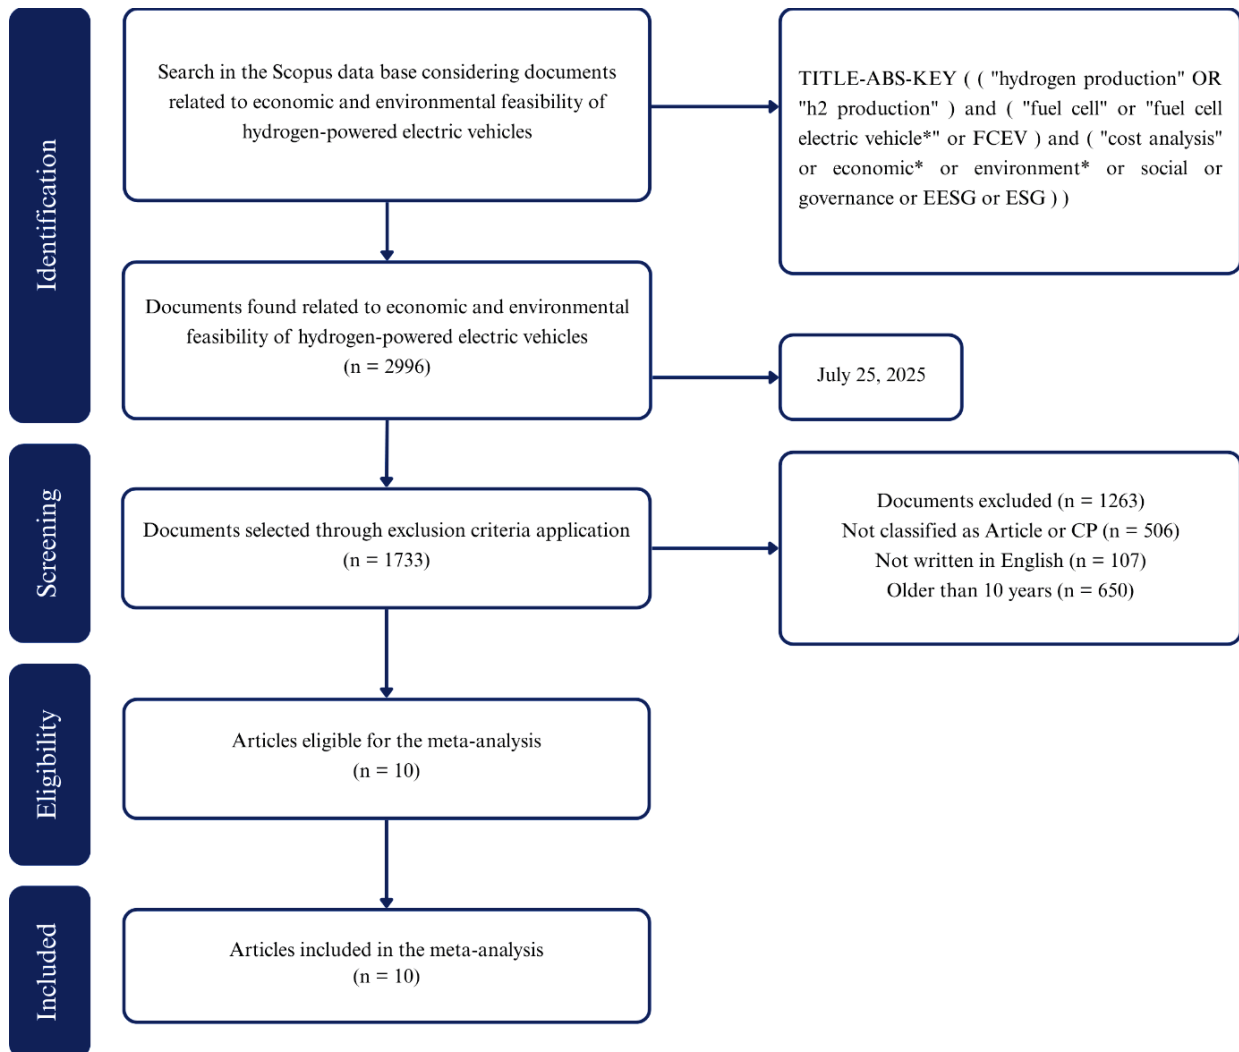 Identification
Search in the Scopus data base considering documents
related to economic and environmental feasibility of
hydrogen-powered electric vehicles
TITLE-ABS-KEY ( ( "hydrogen production" OR
"h2 production" ) and ( "fuel cell" or "fuel cell
electric vehicle*" or FCEV ) and ( "cost analysis"
or economic* or environment* or social or
governance or EESG or ESG ) )
Documents found related to economic and environmental
feasibility of hydrogen-powered electric vehicles
(n = 2996)
July 25, 2025
Screening
Documents selected through exclusion criteria application
(n = 1733)
Documents excluded (n = 1263)
Not classified as Article or CP (n = 506)
Not written in English (n = 107)
Older than 10 years (n = 650)
Eligibility
Articles eligible for the meta-analysis
(n = 10)
Included
Articles included in the meta-analysis
(n = 10)